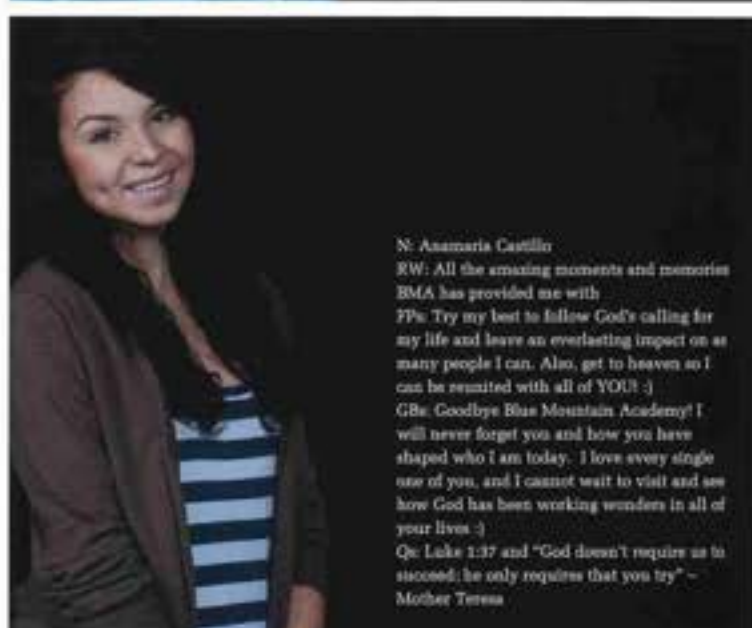 N: Anamaria Castillo
RW: All the amazing moments and memories
BMA has provided me with
FPs: Try my best to follow God's calling for
my life and leave an everlasting impact on as
many people I can. Also, get to heaven so I
can be reunited with all of YOU! :)
GBs: Goodbye Blue Mountain Academy! I
will never forget you and how you have
shaped who I am today. I love every single
one of you, and I cannot wait to visit and see
how God has been working wonders in all of
your lives :)
Qs: Luke 1:37 and "God doesn't require us to
succeed; he only requires that you try" ~
Mother Teresa